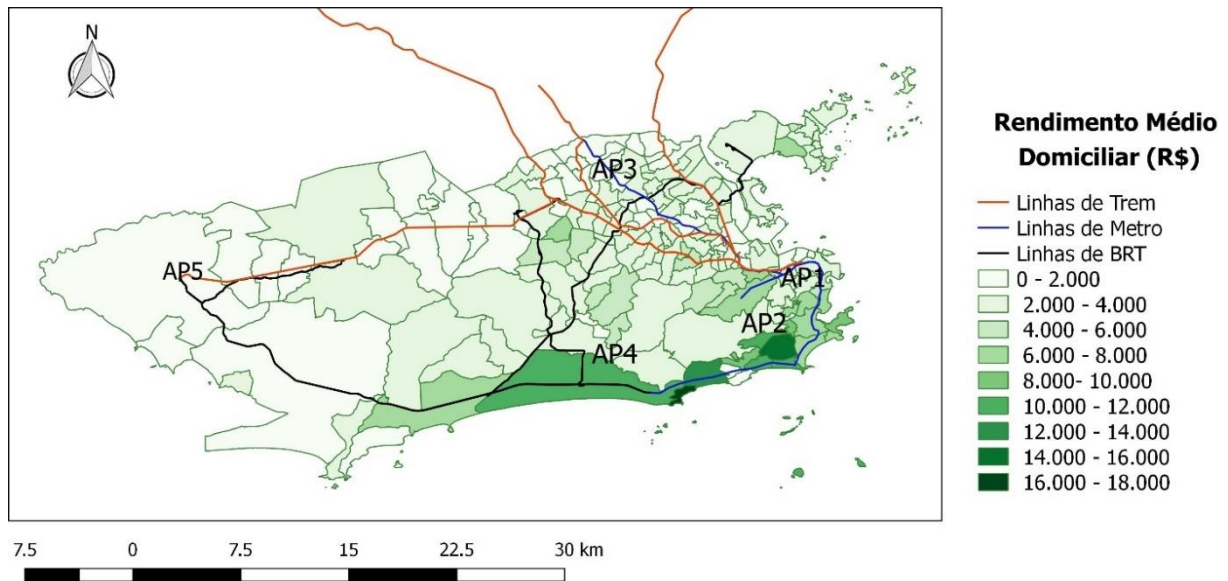 N
AP3
AP5
AP1
AP2
AP4
Rendimento Médio
Domiciliar (R$)
Linhas de Trem
Linhas de Metro
Linhas de BRT
0 - 2.000
2.000 - 4.000
4.000 - 6.000
6.000 - 8.000
8.000- 10.000
10.000 - 12.000
12.000 - 14.000
14.000 - 16.000
16.000 - 18.000
7.5 0 7.5 15 22.5 30 km